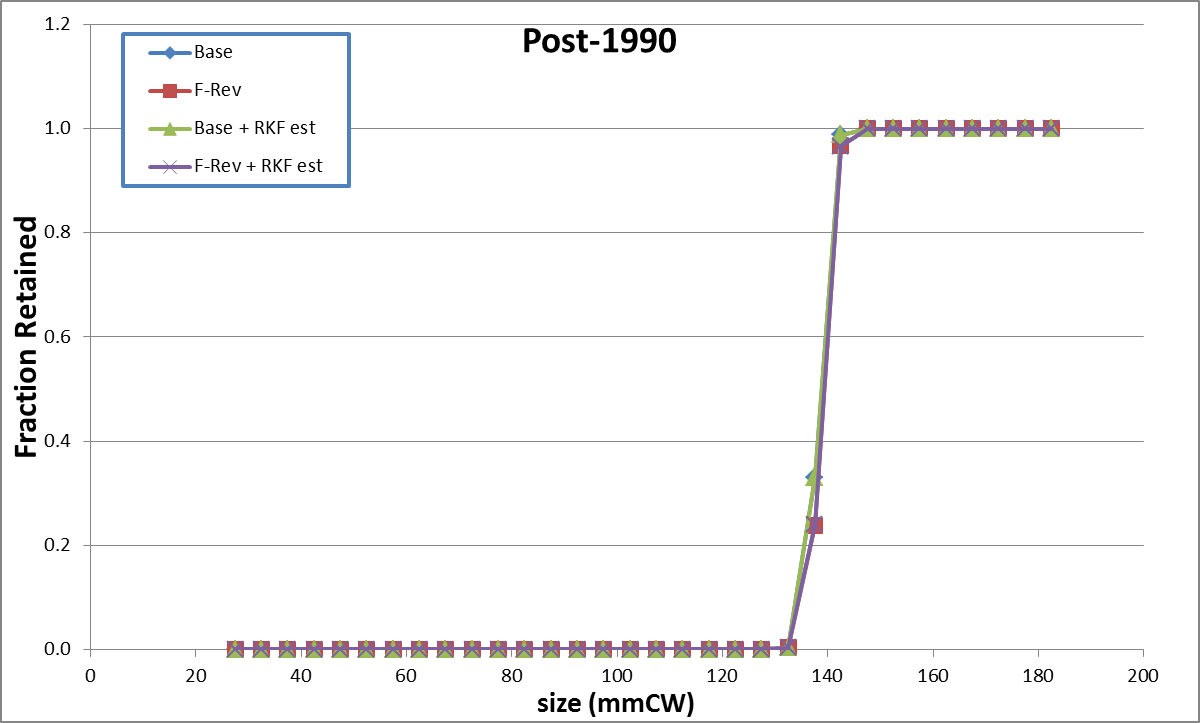 Post-1990
Base
F-Rev
Base + RKF est
F-Rev + RKF est
Fraction Retained
1.2
1.0
0.8
0.6
0.4
0.2
0.0
0 20 40 60 80 100 120 140 160 180 200
size (mmCW)